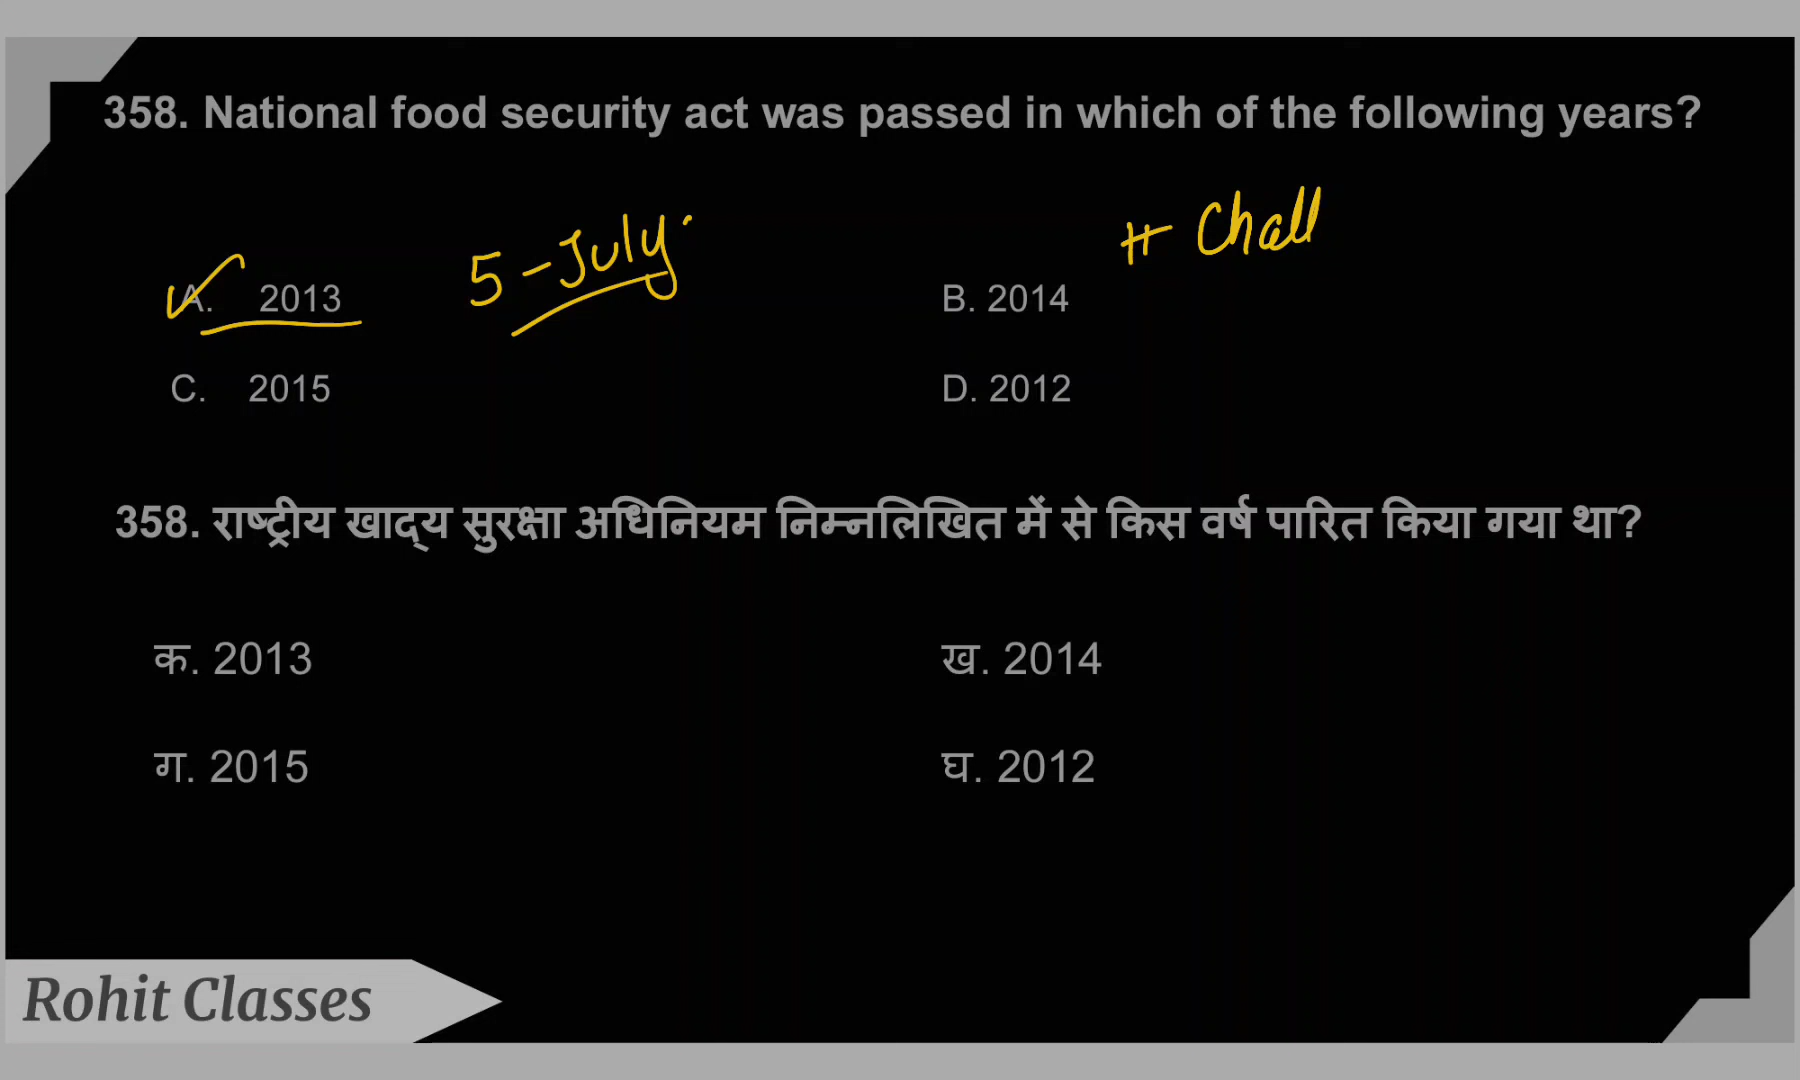 358. National food security act was passed in which of the following years?
# Chall
5 - July
A. 2013
B. 2014
C. 2015
D. 2012
358. राष्ट्रीय खाद्य सुरक्षा अधिनियम निम्नलिखित में से किस वर्ष पारित किया गया था?
क. 2013
ख. 2014
ग. 2015
घ. 2012
Rohit Classes